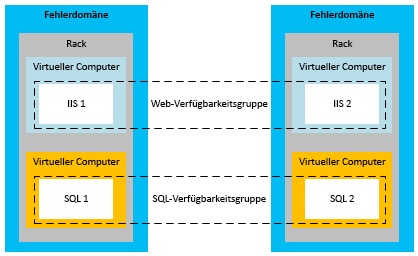 Fehlerdomäne Fehlerdomäne
Rack Rack
Virtueller Computer Virtueller Computer
IIS 1 Web-Verfügbarkeitsgruppe IIS 2
Virtueller Computer Virtueller Computer
SQL 1 SQL-Verfügbarkeitsgruppe SQL 2